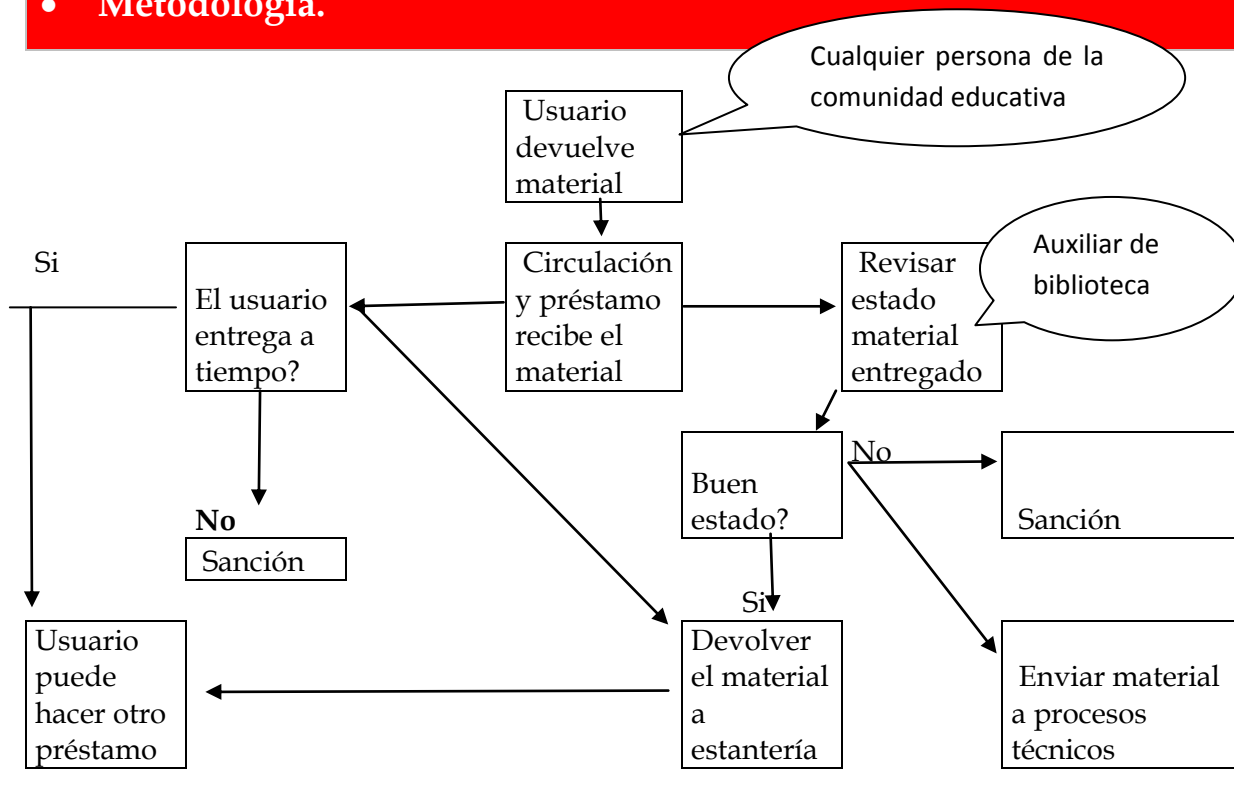 • Metodología.
Cualquier persona de la
comunidad educativa
Usuario
devuelve
material
Si
El usuario
entrega a
tiempo?
Circulación
y préstamo
recibe el
material
Revisar
estado
material
entregado
Auxiliar de
biblioteca
No
Buen
estado?
Sanción
No
Sanción
Si
Usuario
puede
hacer otro
préstamo
Devolver
el material
a
estantería
Enviar material
a procesos
técnicos